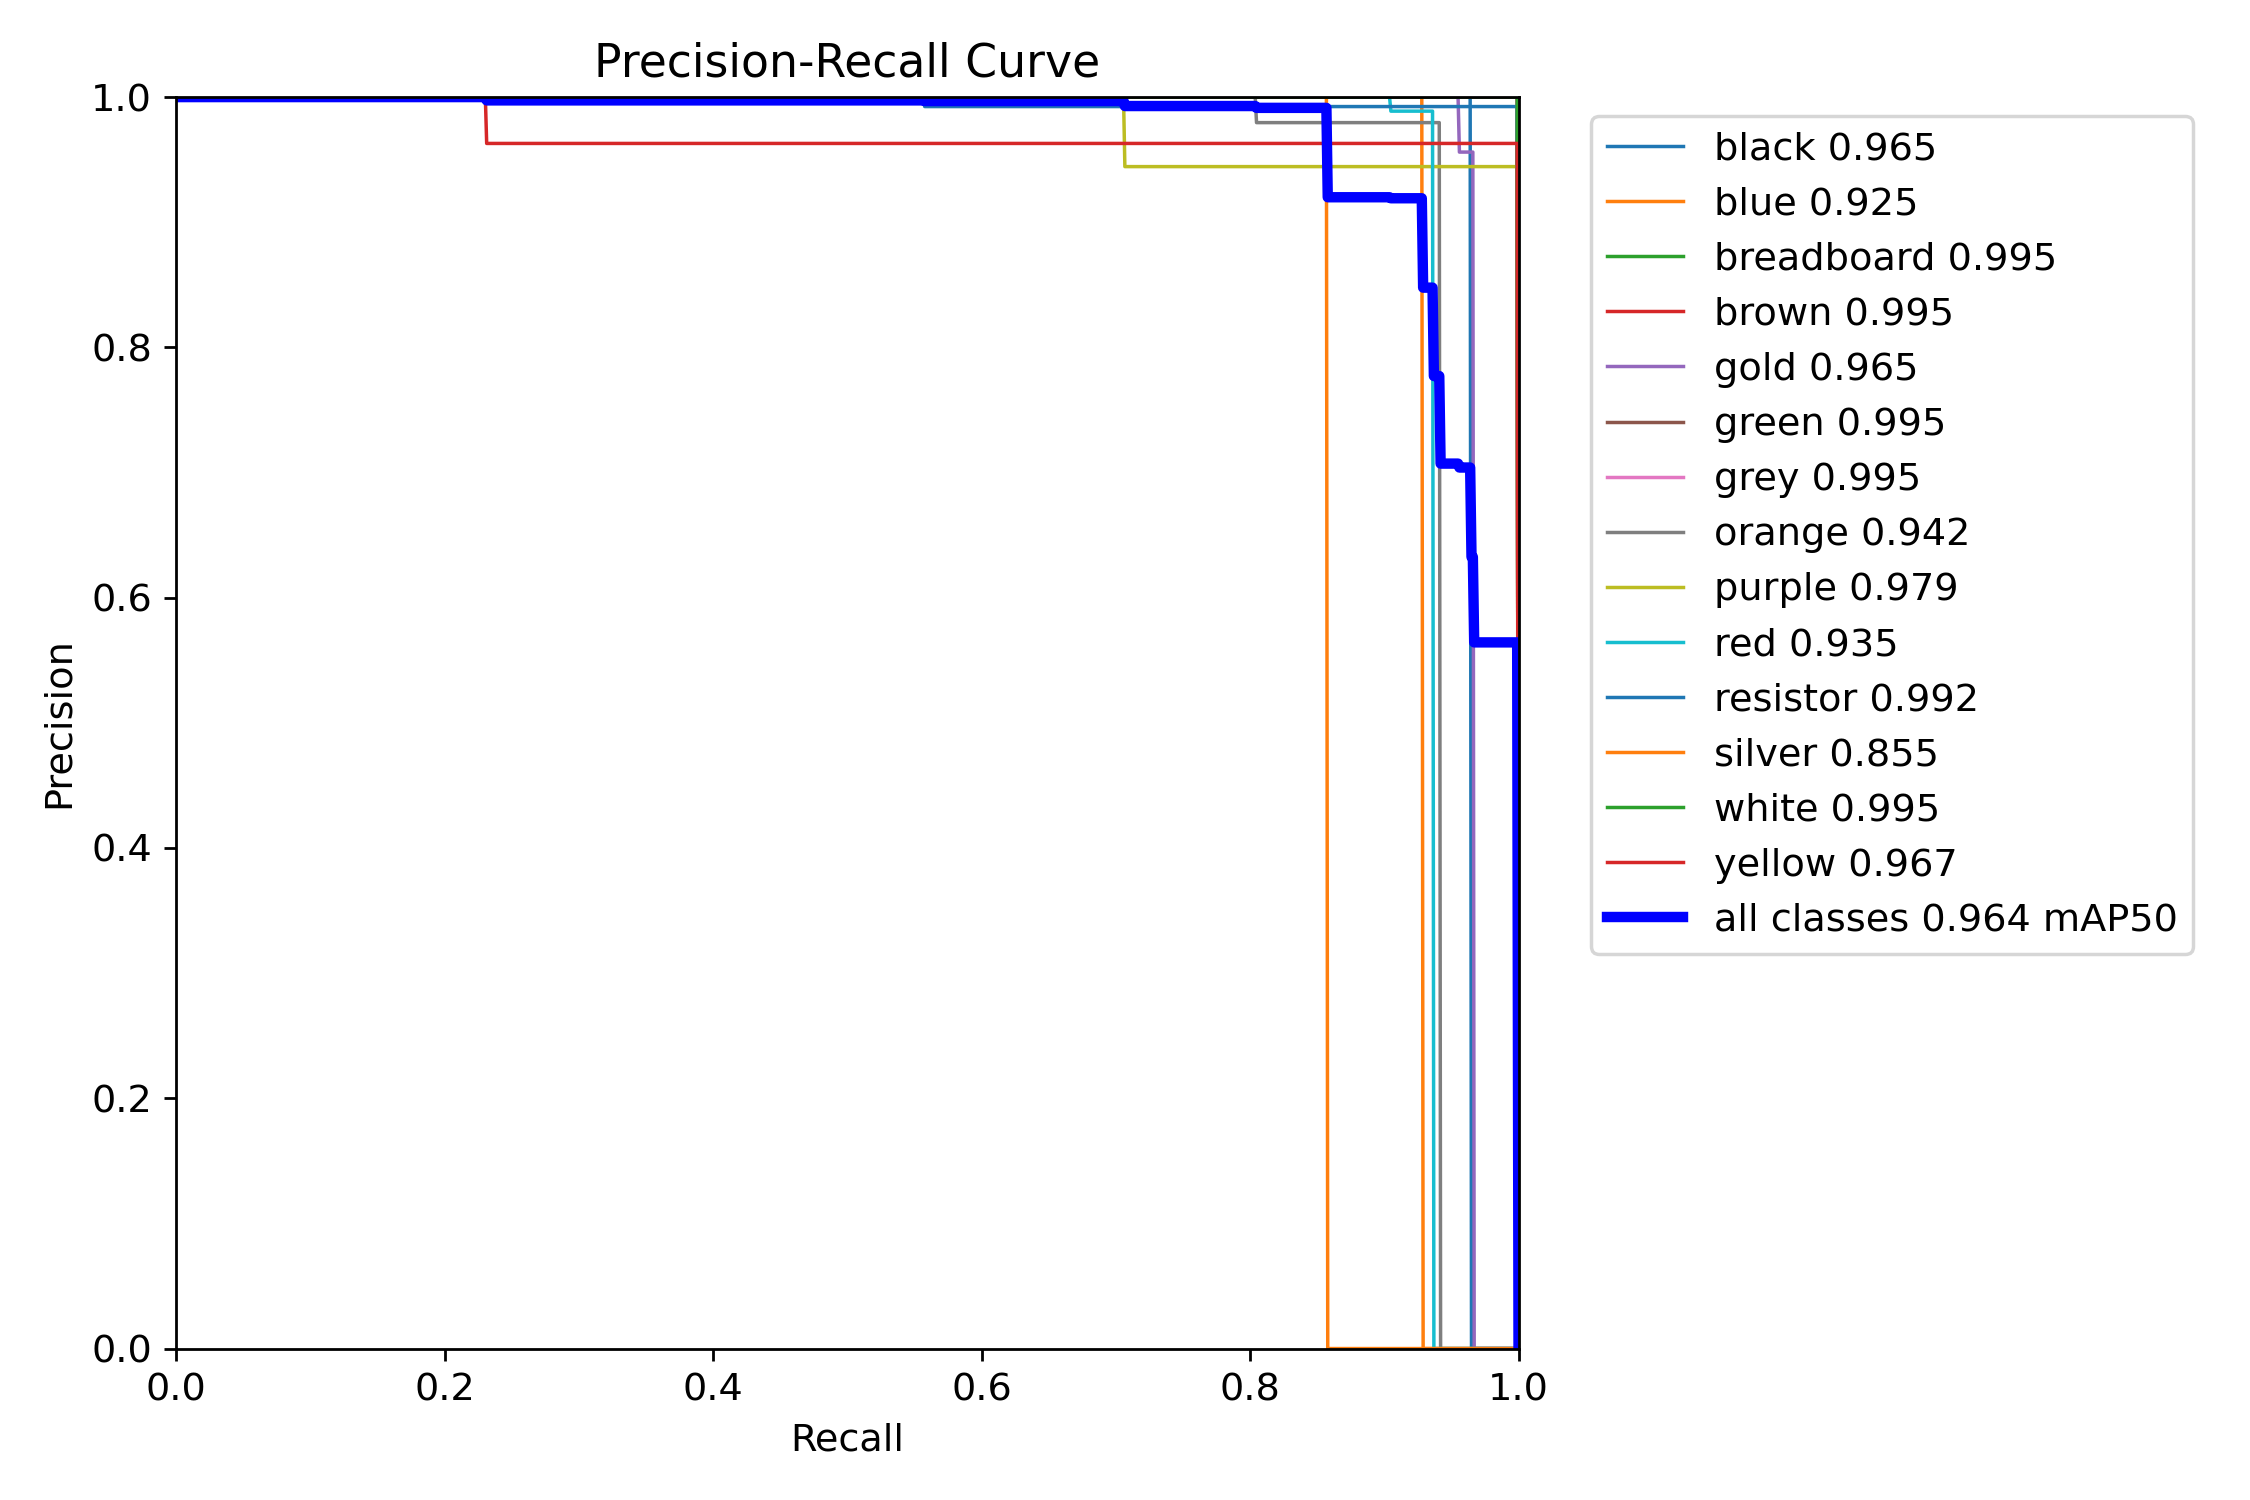 Precision-Recall Curve
1.0
0.8
0.6
0.4
0.2
0.0
Precision
0.0 0.2 0.4 0.6 0.8 1.0
Recall
black 0.965
blue 0.925
breadboard 0.995
brown 0.995
gold 0.965
green 0.995
grey 0.995
orange 0.942
purple 0.979
red 0.935
resistor 0.992
silver 0.855
white 0.995
yellow 0.967
all classes 0.964 mAP50